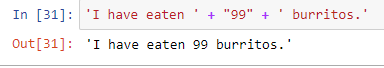 In [31]: 'I have eaten ' + "99" + ' burritos.'
Out[31]: 'I have eaten 99 burritos.'